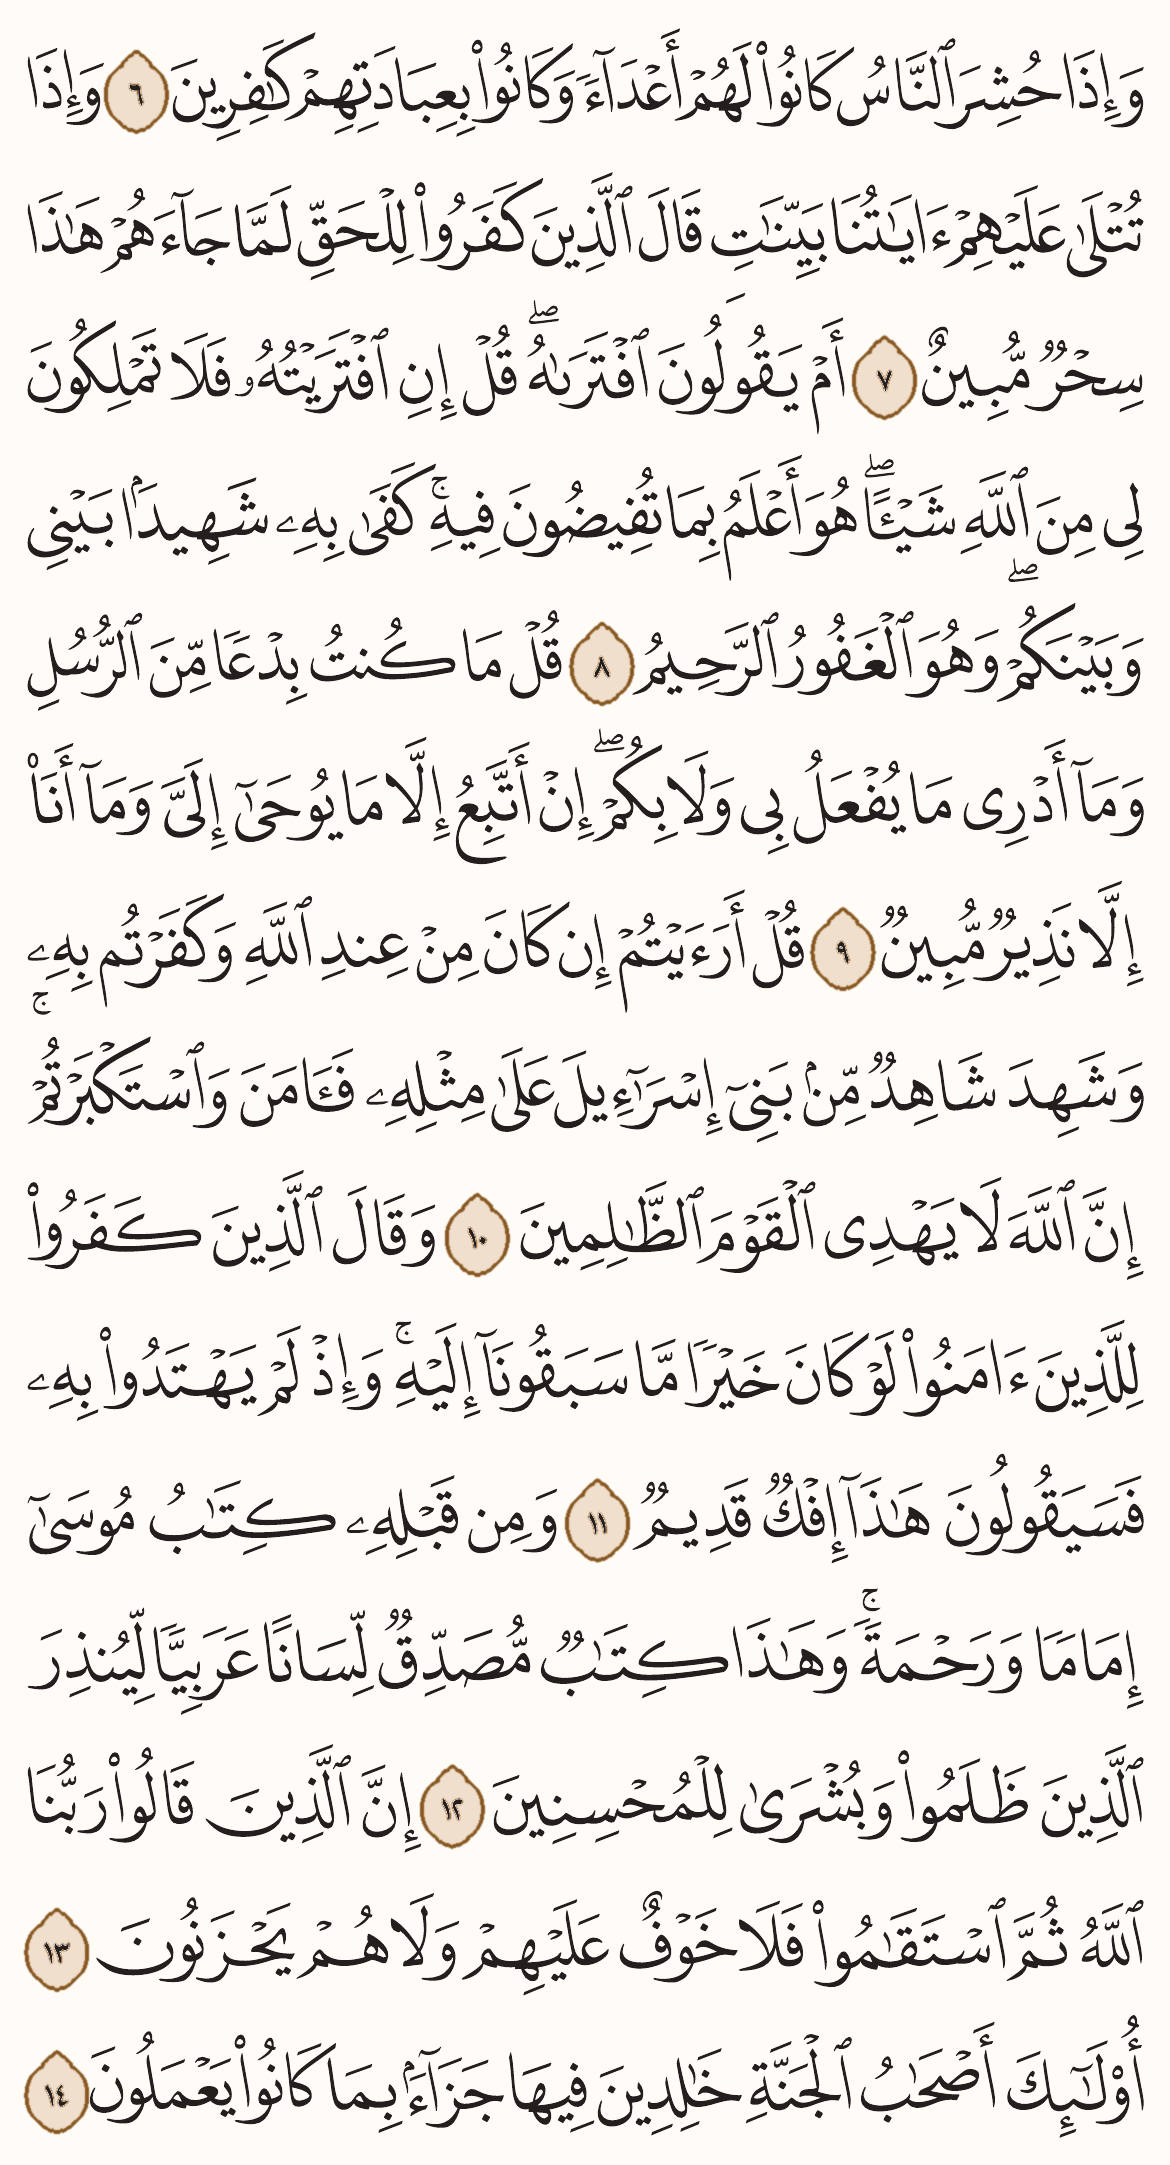 وَإِذَا حُشِرَ ٱلنَّاسُ كَانُوا۟ لَهُمْ أَعْدَآءً وَكَانُوا۟ بِعِبَادَتِهِمْ كَـٰفِرِينَ ٦ وَإِذَا
تُتْلَىٰ عَلَيْهِمْ ءَايَـٰتُنَا بَيِّنَـٰتٍ قَالَ ٱلَّذِينَ كَفَرُوا۟ لِلْحَقِّ لَمَّا جَآءَهُمْ هَـٰذَا
سِحْرٌ مُّبِينٌ ٧ أَمْ يَقُولُونَ ٱفْتَرَىٰهُ ۖ قُلْ إِنِ ٱفْتَرَيْتُهُۥ فَلَا تَمْلِكُونَ
لِى مِنَ ٱللَّهِ شَيْـًٔا ۖ هُوَ أَعْلَمُ بِمَا تُفِيضُونَ فِيهِ ۚ كَفَىٰ بِهِۦ شَهِيدًۢا بَيْنِى
وَبَيْنَكُمْ ۖ وَهُوَ ٱلْغَفُورُ ٱلرَّحِيمُ ٨ قُلْ مَا كُنتُ بِدْعًا مِّنَ ٱلرُّسُلِ
وَمَآ أَدْرِى مَا يُفْعَلُ بِى وَلَا بِكُمْ ۖ إِنْ أَتَّبِعُ إِلَّا مَا يُوحَىٰٓ إِلَىَّ وَمَآ أَنَا۠
إِلَّا نَذِيرٌ مُّبِينٌ ٩ قُلْ أَرَءَيْتُمْ إِن كَانَ مِنْ عِندِ ٱللَّهِ وَكَفَرْتُم بِهِۦ
وَشَهِدَ شَاهِدٌ مِّنۢ بَنِىٓ إِسْرَٰٓءِيلَ عَلَىٰ مِثْلِهِۦ فَـَٔامَنَ وَٱسْتَكْبَرْتُمْ ۚ
إِنَّ ٱللَّهَ لَا يَهْدِى ٱلْقَوْمَ ٱلظَّـٰلِمِينَ ١٠ وَقَالَ ٱلَّذِينَ كَفَرُوا۟
لِلَّذِينَ ءَامَنُوا۟ لَوْ كَانَ خَيْرًا مَّا سَبَقُونَآ إِلَيْهِ ۚ وَإِذْ لَمْ يَهْتَدُوا۟ بِهِۦ
فَسَيَقُولُونَ هَـٰذَآ إِفْكٌ قَدِيمٌ ١١ وَمِن قَبْلِهِۦ كِتَـٰبُ مُوسَىٰٓ
إِمَامًا وَرَحْمَةً ۚ وَهَـٰذَا كِتَـٰبٌ مُّصَدِّقٌ لِّسَانًا عَرَبِيًّا لِّيُنذِرَ
ٱلَّذِينَ ظَلَمُوا۟ وَبُشْرَىٰ لِلْمُحْسِنِينَ ١٢ إِنَّ ٱلَّذِينَ قَالُوا۟ رَبُّنَا
ٱللَّهُ ثُمَّ ٱسْتَقَـٰمُوا۟ فَلَا خَوْفٌ عَلَيْهِمْ وَلَا هُمْ يَحْزَنُونَ ١٣
أُو۟لَـٰٓئِكَ أَصْحَـٰبُ ٱلْجَنَّةِ خَـٰلِدِينَ فِيهَا جَزَآءًۢ بِمَا كَانُوا۟ يَعْمَلُونَ ١٤